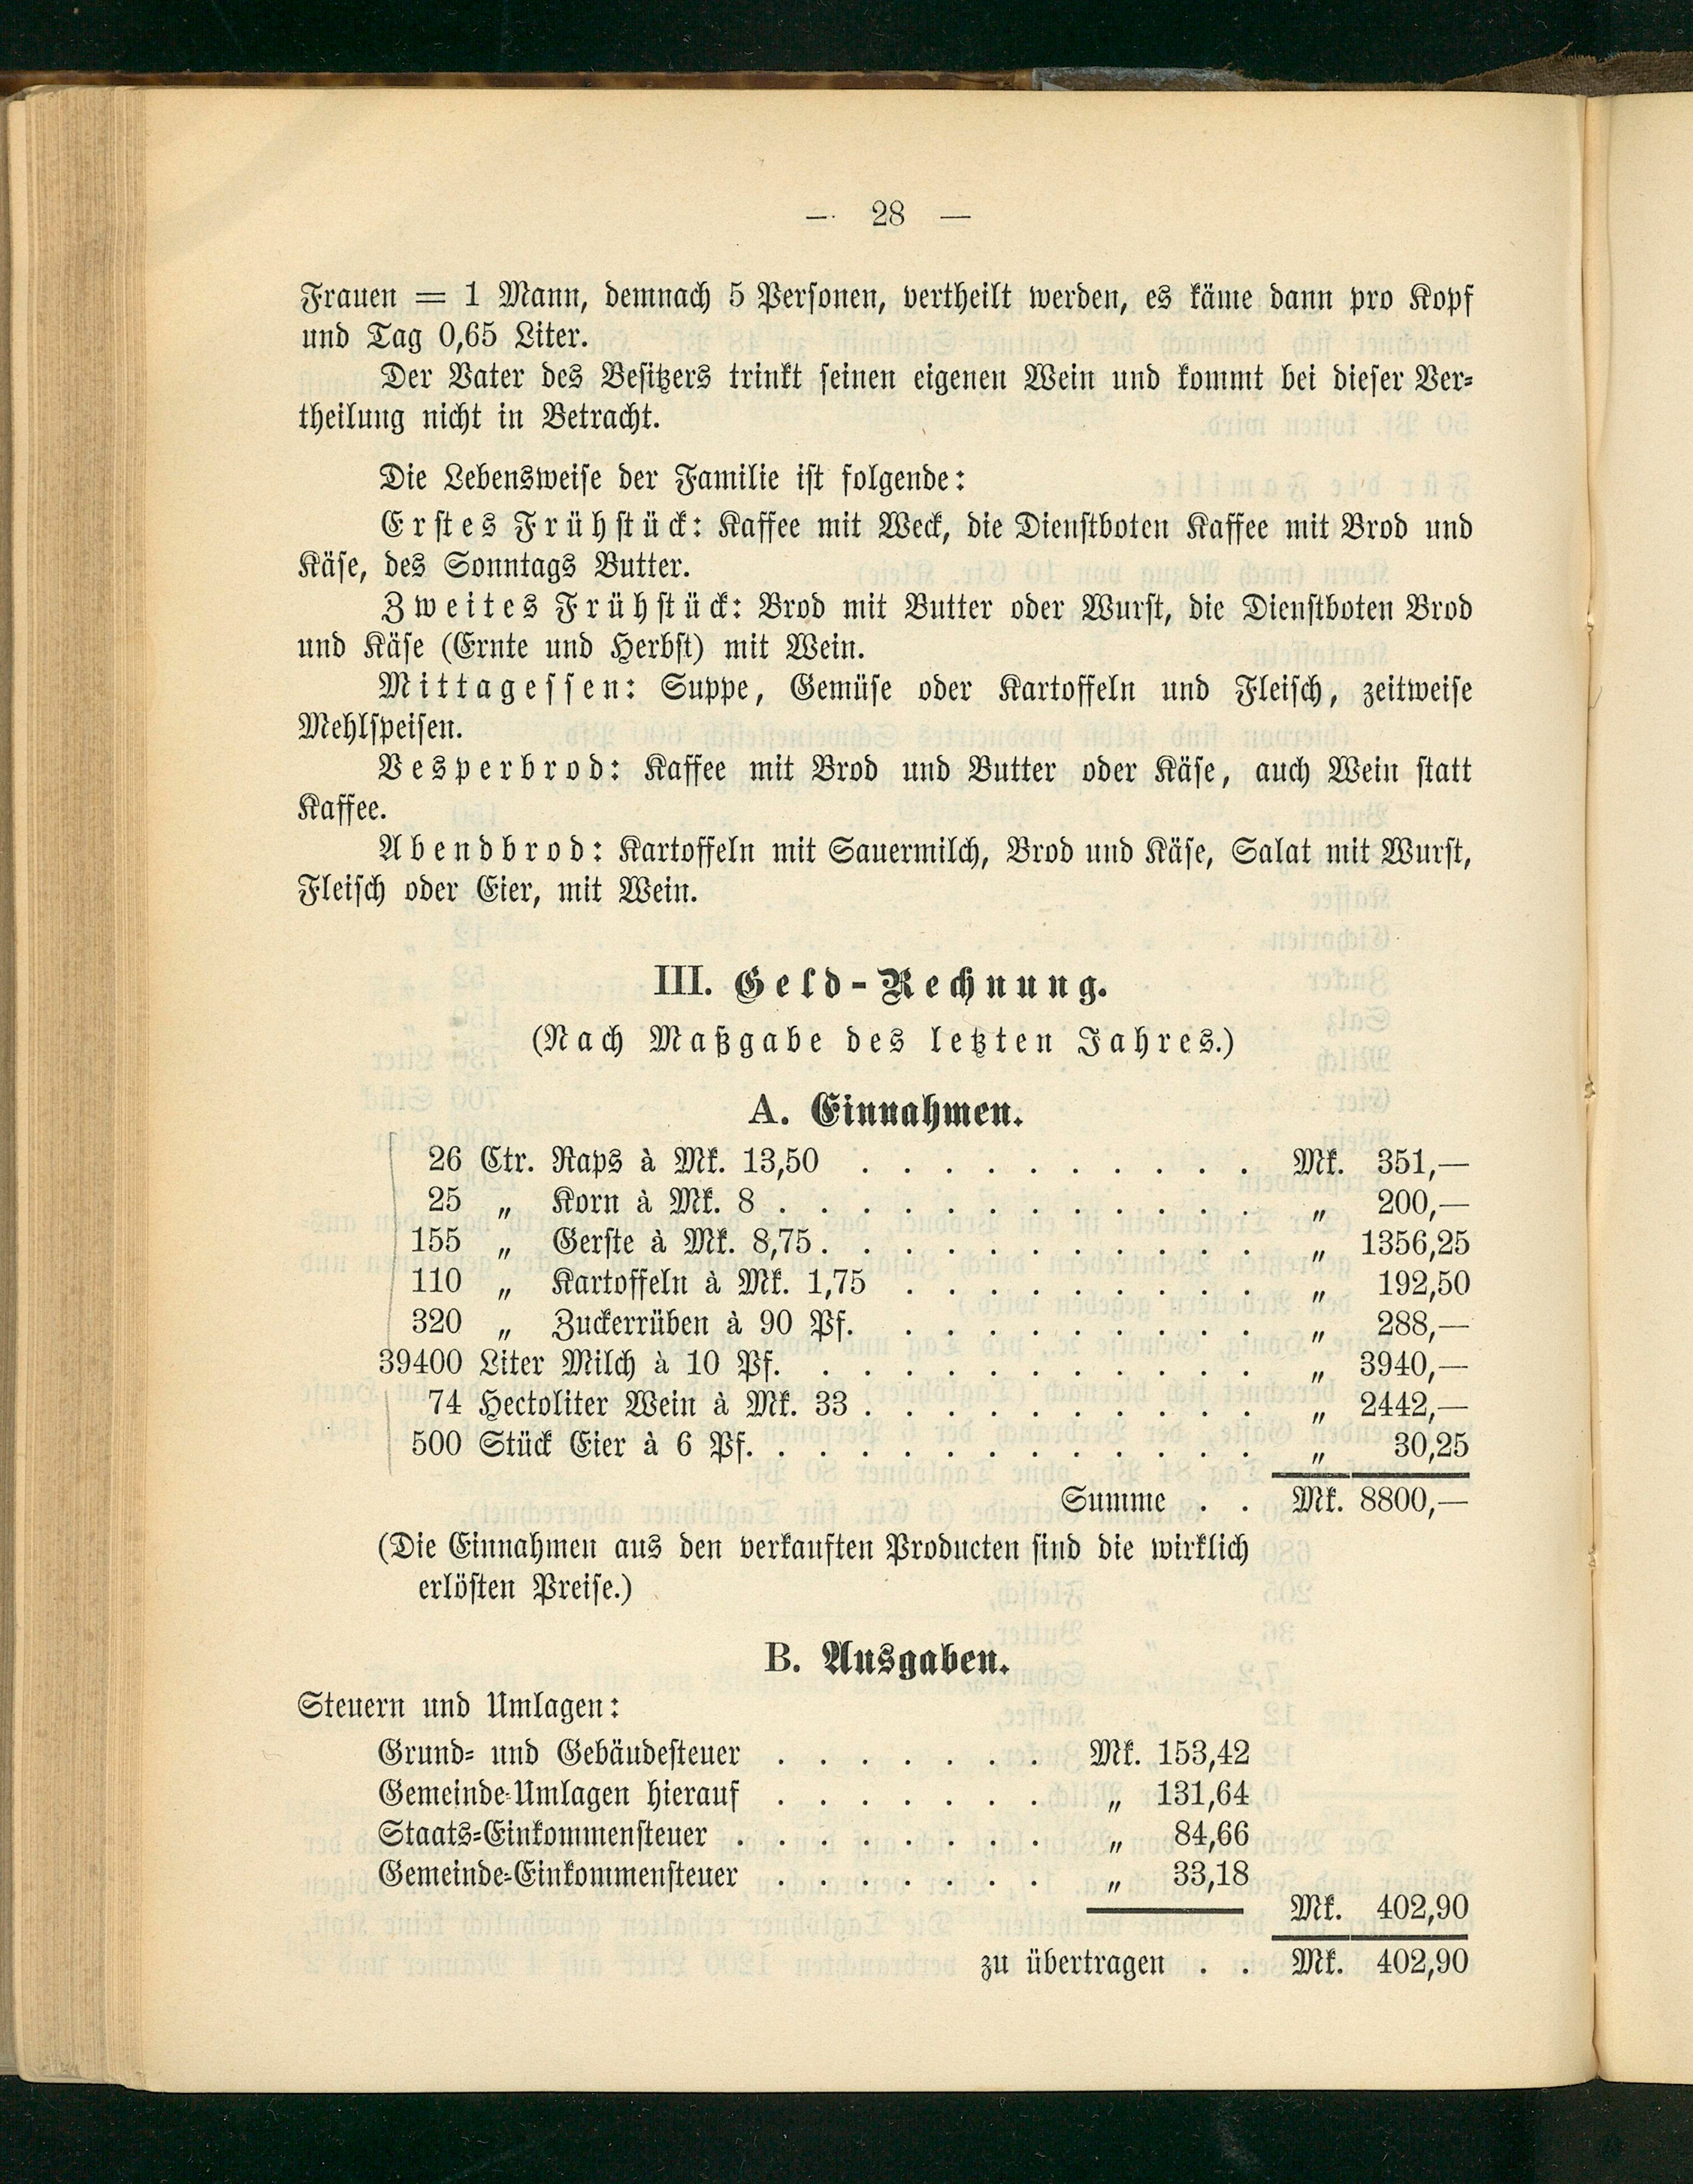 — 28 —
Frauen = 1 Mann, demnach 5 Personen, vertheilt werden, es käme dann pro Kopf
und Tag 0,65 Liter.
Der Vater des Besitzers trinkt seinen eigenen Wein und kommt bei dieser Ver=
theilung nicht in Betracht.
Die Lebensweise der Familie ist folgende:
Erstes Frühstück: Kaffee mit Weck, die Dienstboten Kaffee mit Brod und
Käse, des Sonntags Butter.
Zweites Frühstück: Brod mit Butter oder Wurst, die Dienstboten Brod
und Käse (Ernte und Herbst) mit Wein.
Mittagessen: Suppe, Gemüse oder Kartoffeln und Fleisch, zeitweise
Mehlspeisen.
Vesperbrod: Kaffee mit Brod und Butter oder Käse, auch Wein statt
Kaffee.
Abendbrod: Kartoffeln mit Sauermilch, Brod und Käse, Salat mit Wurst,
Fleisch oder Eier, mit Wein.
III. Geld-Rechnung.
(Nach Maßgabe des letzten Jahres.)
A. Einnahmen.
26 Ctr. Raps à Mk. 13,50 . . . . . . . . . . Mk. 351,—
25 „ Korn à Mk. 8 . . . . . . . . . . . . „ 200,—
155 „ Gerste à Mk. 8,75 . . . . . . . . . . . „ 1356,25
110 „ Kartoffeln à Mk. 1,75 . . . . . . . . . „ 192,50
320 „ Zuckerrüben à 90 Pf. . . . . . . . . . „ 288,—
39400 Liter Milch à 10 Pf. . . . . . . . . . . . „ 3940,—
74 Hectoliter Wein à Mk. 33 . . . . . . . . . . „ 2442,—
500 Stück Eier à 6 Pf. . . . . . . . . . . . . „ 30,25
Summe . . Mk. 8800,—
(Die Einnahmen aus den verkauften Producten sind die wirklich
erlösten Preise.)
B. Ausgaben.
Steuern und Umlagen:
Grund= und Gebäudesteuer . . . . . . . Mk. 153,42
Gemeinde=Umlagen hierauf . . . . . . . „ 131,64
Staats=Einkommensteuer . . . . . . . . „ 84,66
Gemeinde=Einkommensteuer . . . . . . . „ 33,18
Mk. 402,90
zu übertragen . . Mk. 402,90